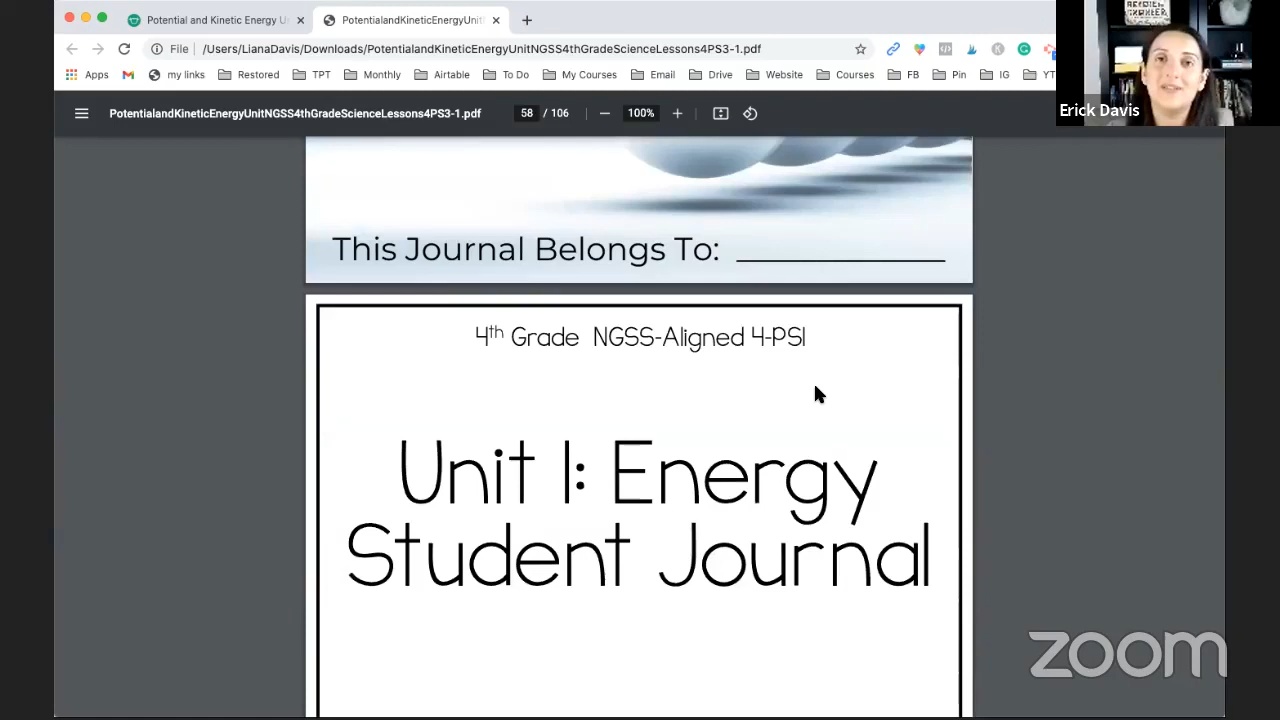 Potential and Kinetic Energy U
PotentialandKineticEnergyUnit
File
/Users/LianaDavis/Downloads/PotentialandKineticEnergyUnitNGSS4thGradeScienceLessons4PS3-1.pdf
Apps
my links
Restored
TPT
Monthly
Airtable
To Do
My Courses
Email
Drive
Website
Courses
FB
Pin
IG
YT
Erick Davis
PotentialandKineticEnergyUnitNGSS4thGradeScienceLessons4PS3-1.pdf
58 / 106
100%
This Journal Belongs To:
4th Grade NGSS-Aligned 4-PS1
Unit 1: Energy
Student Journal
zoom